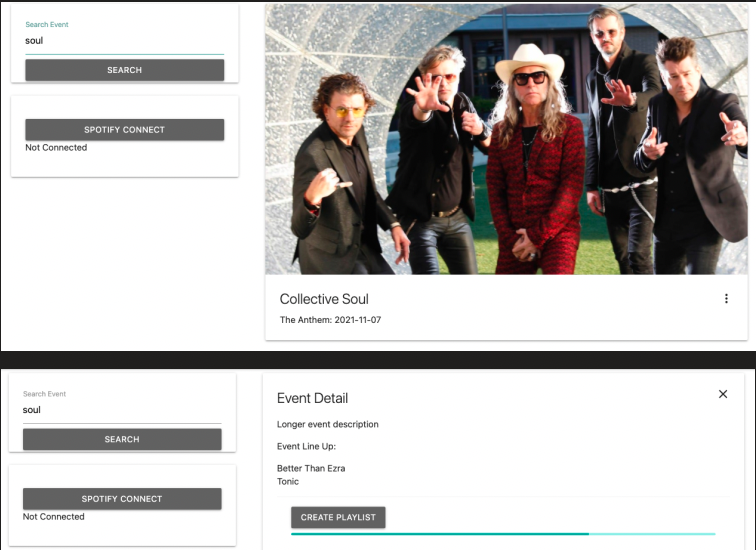 Search Event
soul
SEARCH
SPOTIFY CONNECT
Not Connected
Collective Soul
The Anthem: 2021-11-07
Search Event
soul
SEARCH
SPOTIFY CONNECT
Not Connected
Event Detail
Longer event description
Event Line Up:
Better Than Ezra
Tonic
CREATE PLAYLIST